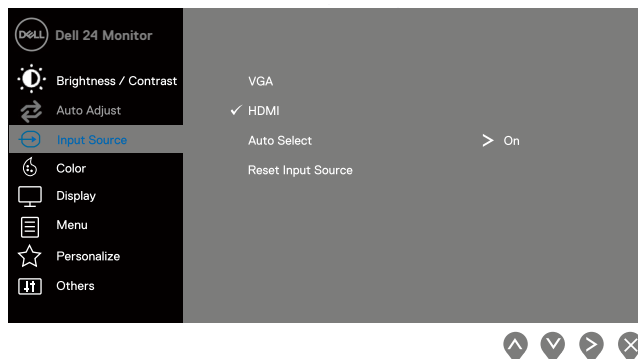 DELL
Dell 24 Monitor
Brightness / Contrast
Auto Adjust
Input Source
Color
Display
Menu
Personalize
Others
VGA
✓ HDMI
Auto Select > On
Reset Input Source